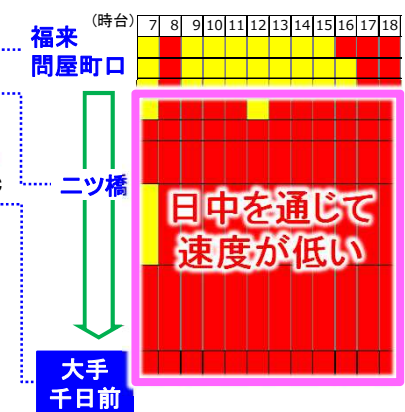 （時台） 7 8 9 10 11 12 13 14 15 16 17 18
福来
問屋町口
二ツ橋
日中を通じて
速度が低い
大手
千日前